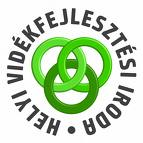 HELYI VIDÉKFEJLESZTÉSI IRODA •